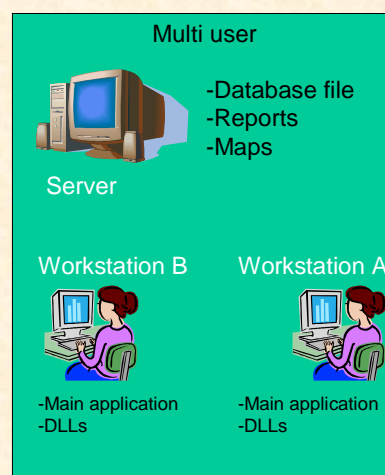 Multi user
-Database file
-Reports
-Maps
Server
Workstation B
-Main application
-DLLs
Workstation A
-Main application
-DLLs